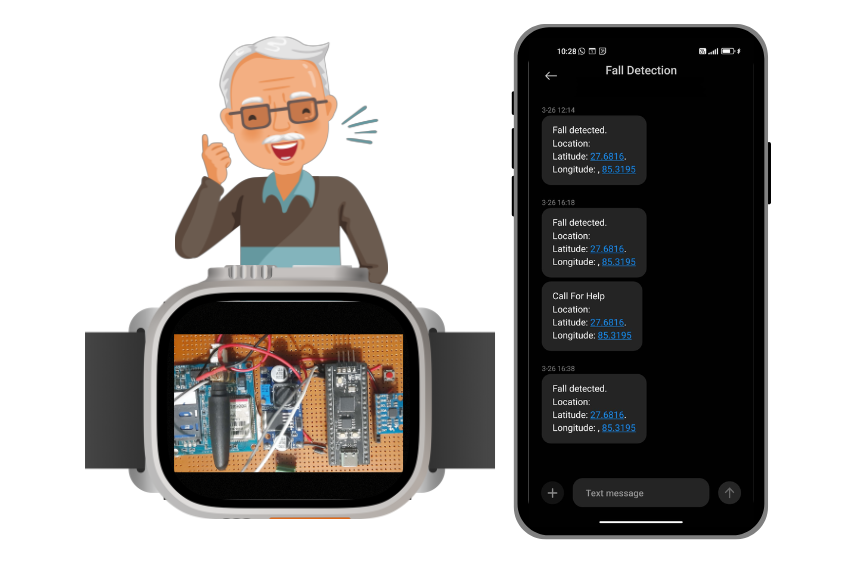 10:28
Fall Detection
3-26 12:14
Fall detected.
Location:
Latitude: 27.6816.
Longitude: , 85.3195
3-26 16:18
Fall detected.
Location:
Latitude: 27.6816.
Longitude: , 85.3195
Call For Help
Location:
Latitude: 27.6816.
Longitude: 85.3195
3-26 16:38
Fall detected.
Location:
Latitude: 27.6816.
Longitude: , 85.3195
Text message